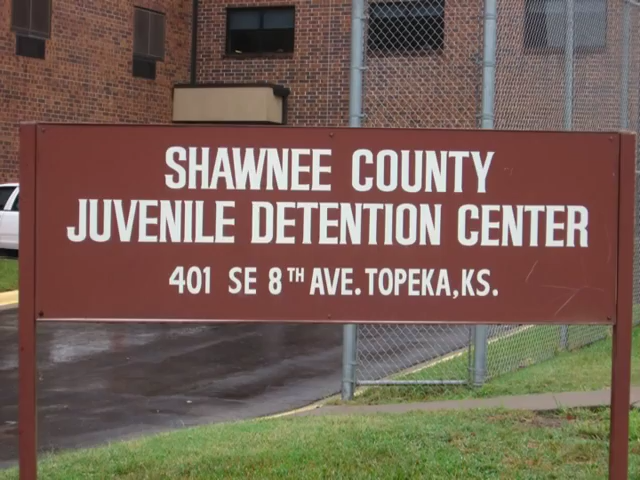 SHAWNEE COUNTY
JUVENILE DETENTION CENTER
401 SE 8TH AVE. TOPEKA,KS.